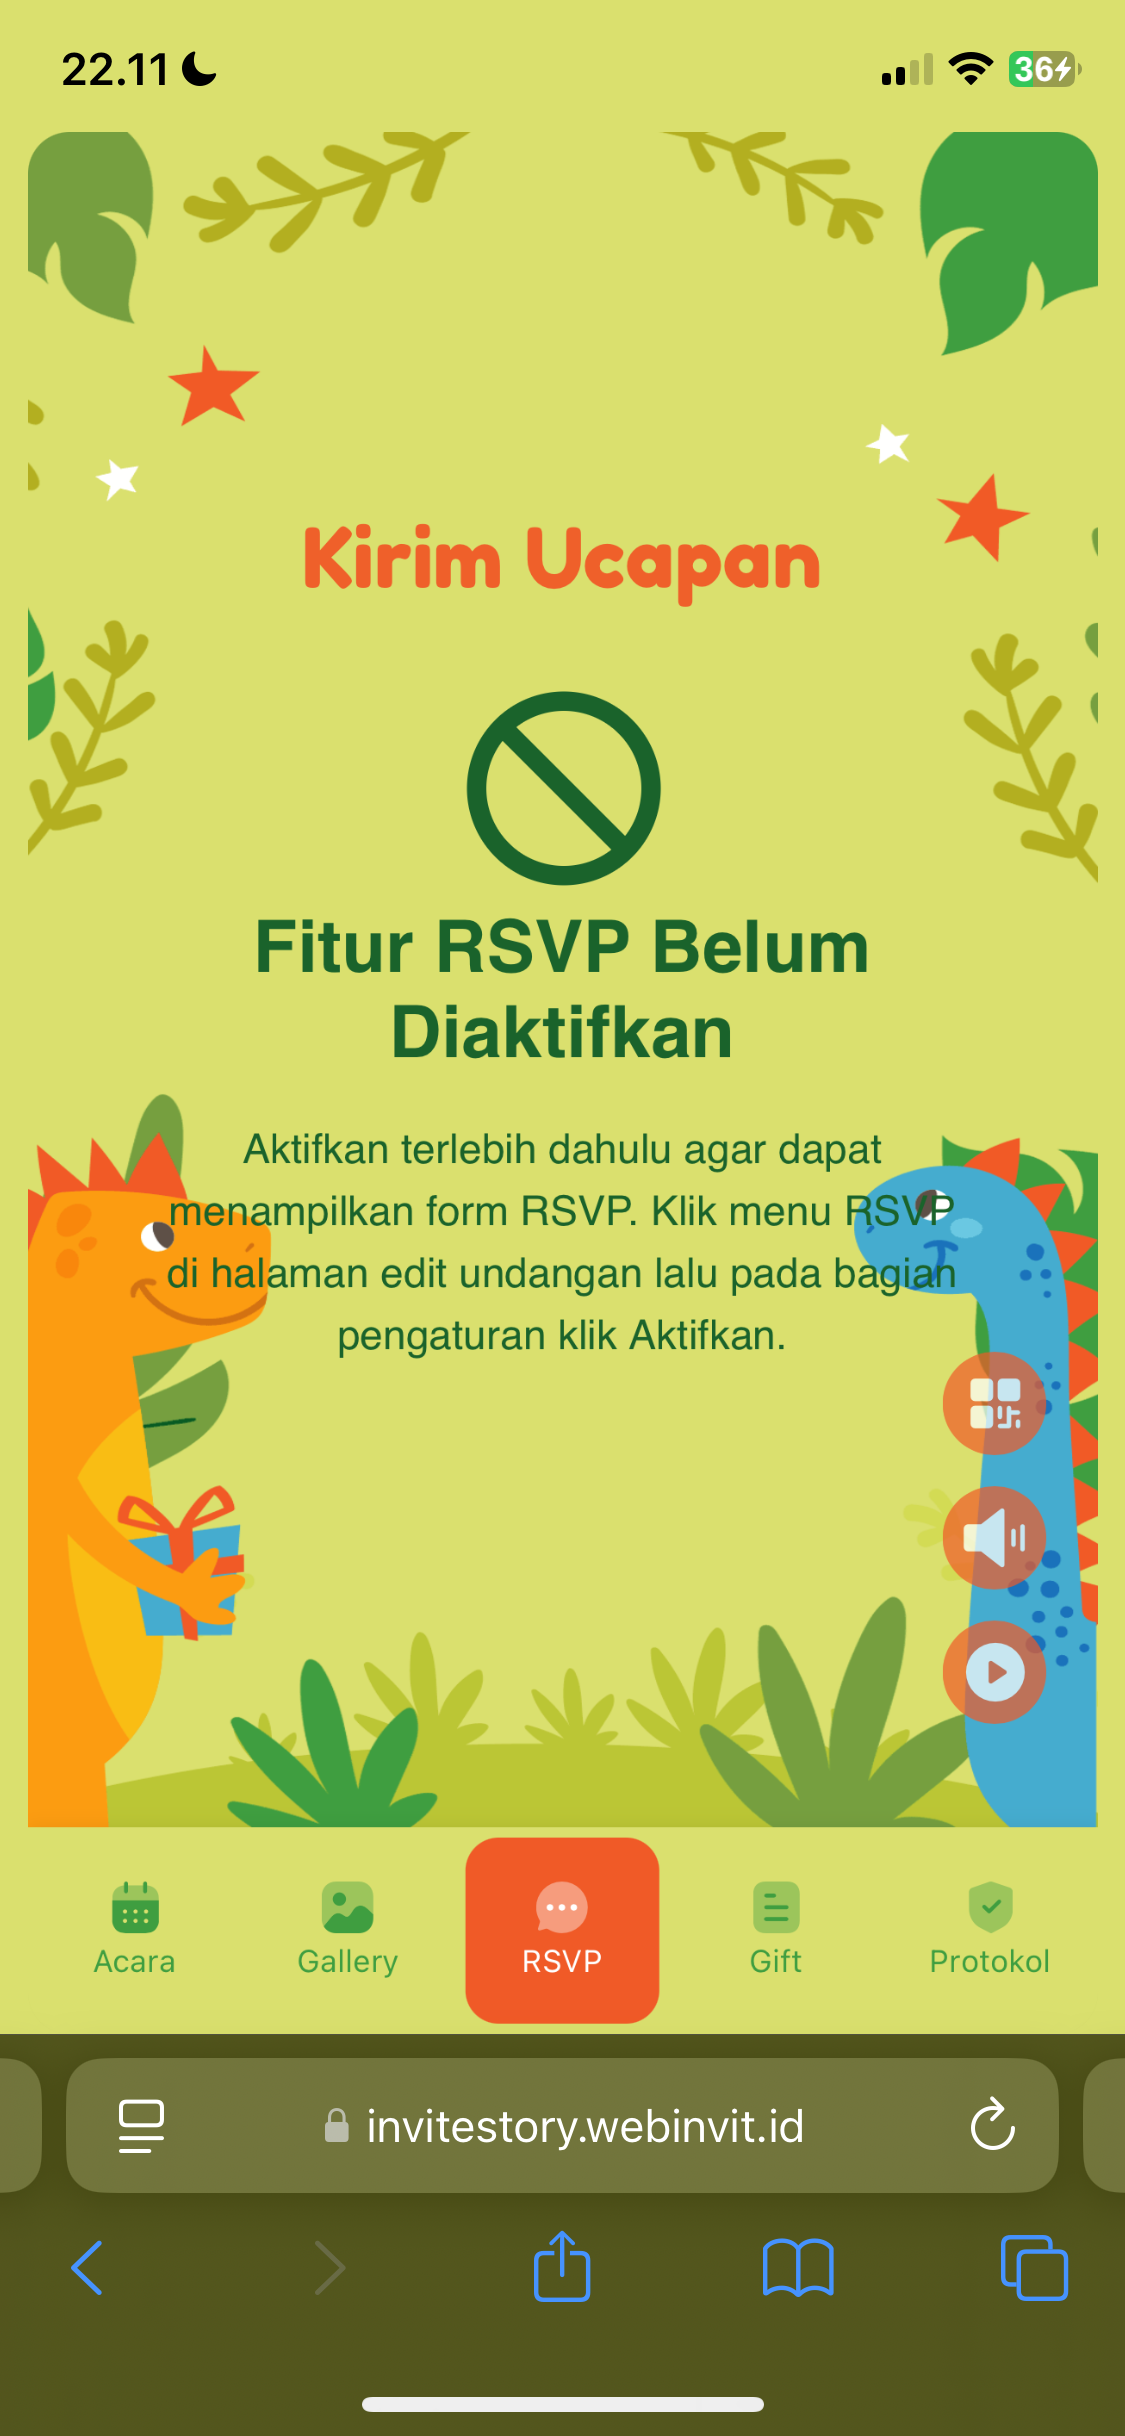 22.11
36
Kirim Ucapan
Fitur RSVP Belum
Diaktifkan
Aktifkan terlebih dahulu agar dapat
menampilkan form RSVP. Klik menu RSVP
di halaman edit undangan lalu pada bagian
pengaturan klik Aktifkan.
Acara
Gallery
RSVP
Gift
Protokol
invitestory.webinvit.id